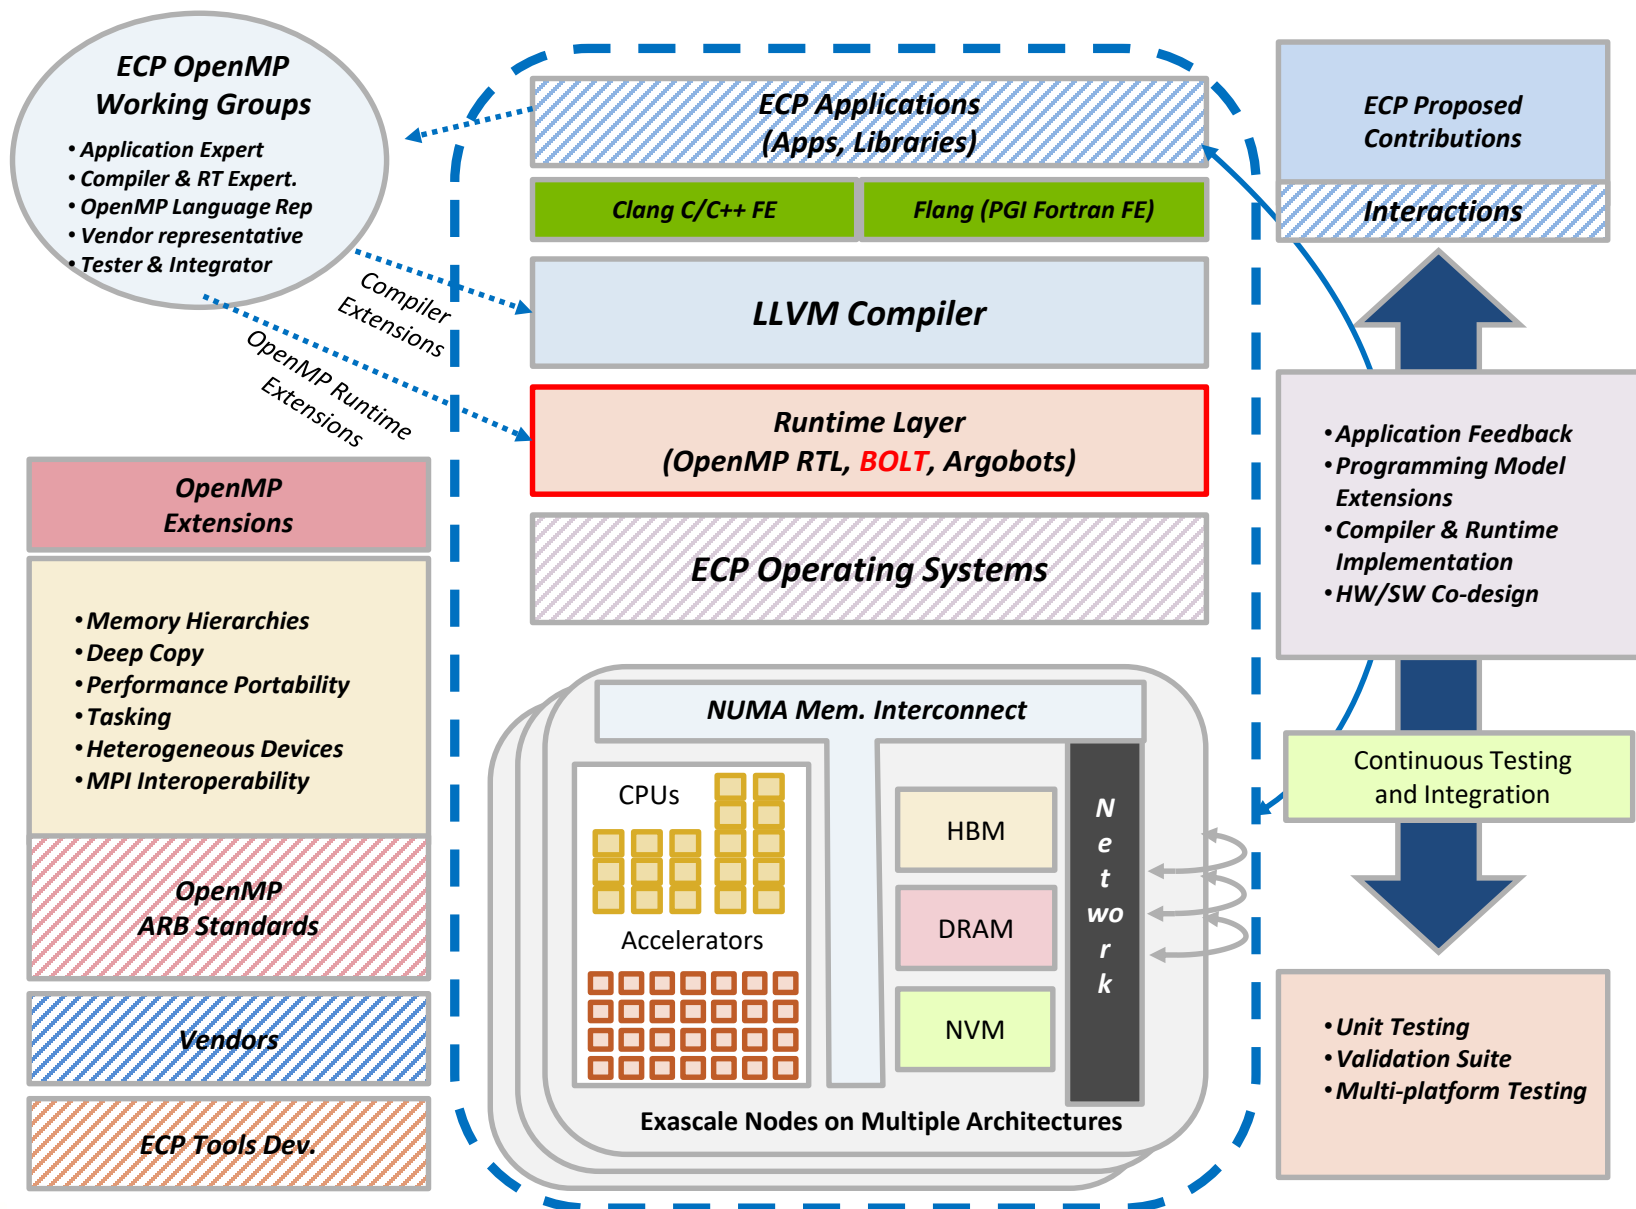 ECP OpenMP
Working Groups
• Application Expert
• Compiler & RT Expert.
• OpenMP Language Rep
• Vendor representative
• Tester & Integrator
Compiler
Extensions
OpenMP Runtime
Extensions
OpenMP
Extensions
• Memory Hierarchies
• Deep Copy
• Performance Portability
• Tasking
• Heterogeneous Devices
• MPI Interoperability
OpenMP
ARB Standards
Vendors
ECP Tools Dev.
ECP Applications
(Apps, Libraries)
Clang C/C++ FE
Flang (PGI Fortran FE)
LLVM Compiler
Runtime Layer
(OpenMP RTL, BOLT, Argobots)
ECP Operating Systems
NUMA Mem. Interconnect
CPUs
Accelerators
HBM
DRAM
NVM
N
e
t
wo
r
k
Exascale Nodes on Multiple Architectures
ECP Proposed
Contributions
Interactions
• Application Feedback
• Programming Model
Extensions
• Compiler & Runtime
Implementation
• HW/SW Co-design
Continuous Testing
and Integration
• Unit Testing
• Validation Suite
• Multi-platform Testing